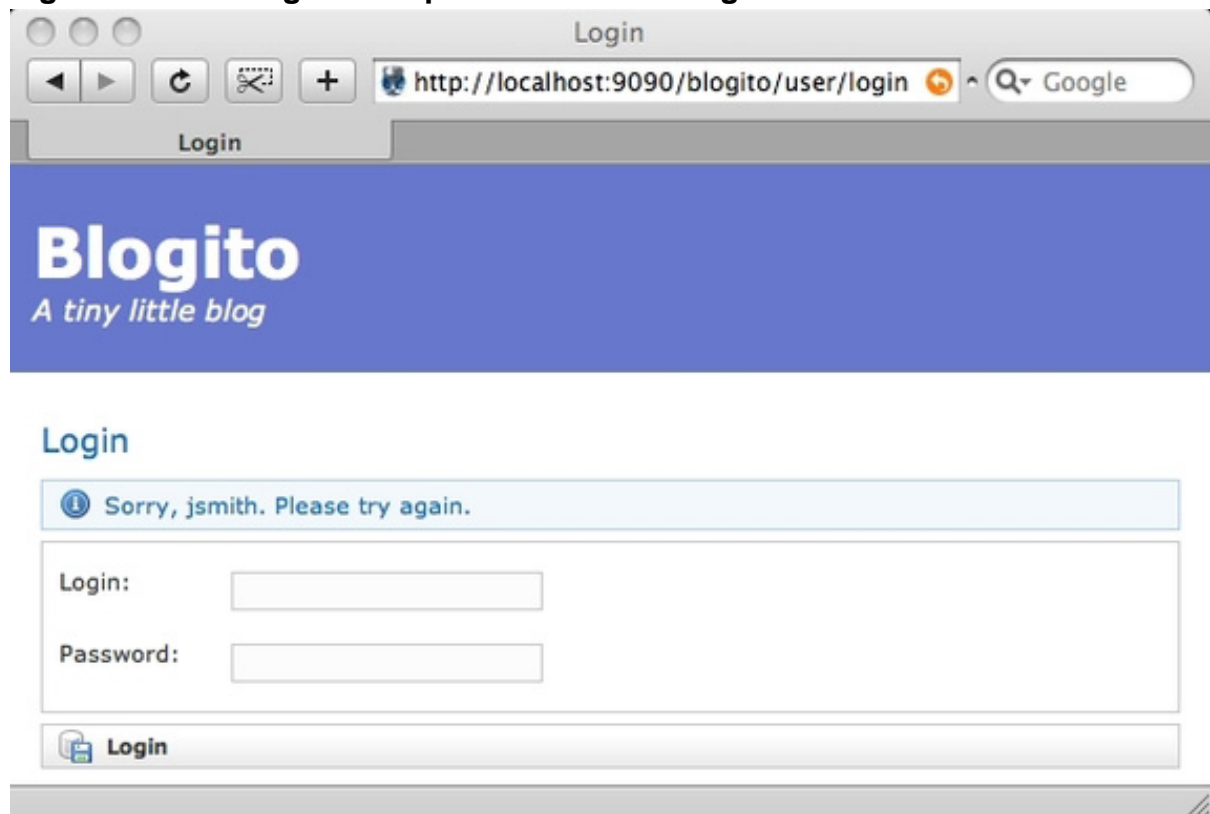 Login
http://localhost:9090/blogito/user/login
Google
Login
Blogito
A tiny little blog
Login
Sorry, jsmith. Please try again.
Login:
Password:
Login